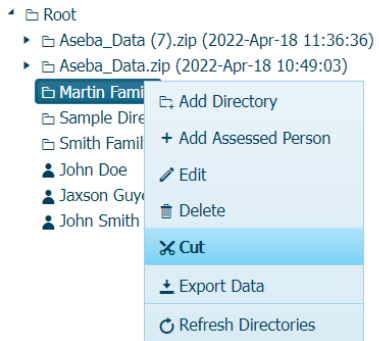 Root
Aseba_Data (7).zip (2022-Apr-18 11:36:36)
Aseba_Data.zip (2022-Apr-18 10:49:03)
Martin Fami
Sample Dire
Smith Famil
John Doe
Jaxson Guye
John Smith
Add Directory
+ Add Assessed Person
Edit
Delete
Cut
Export Data
Refresh Directories